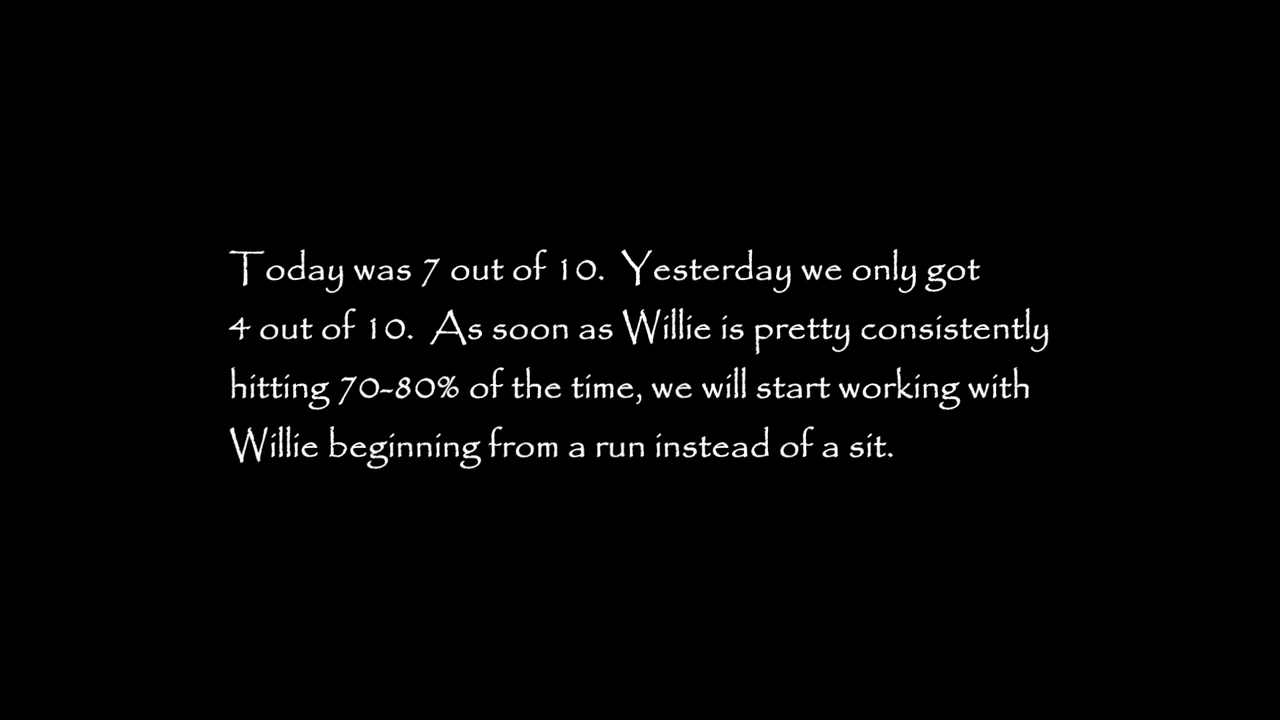 Today was 7 out of 10.  Yesterday we only got
4 out of 10.  As soon as Willie is pretty consistently
hitting 70-80% of the time, we will start working with
Willie beginning from a run instead of a sit.